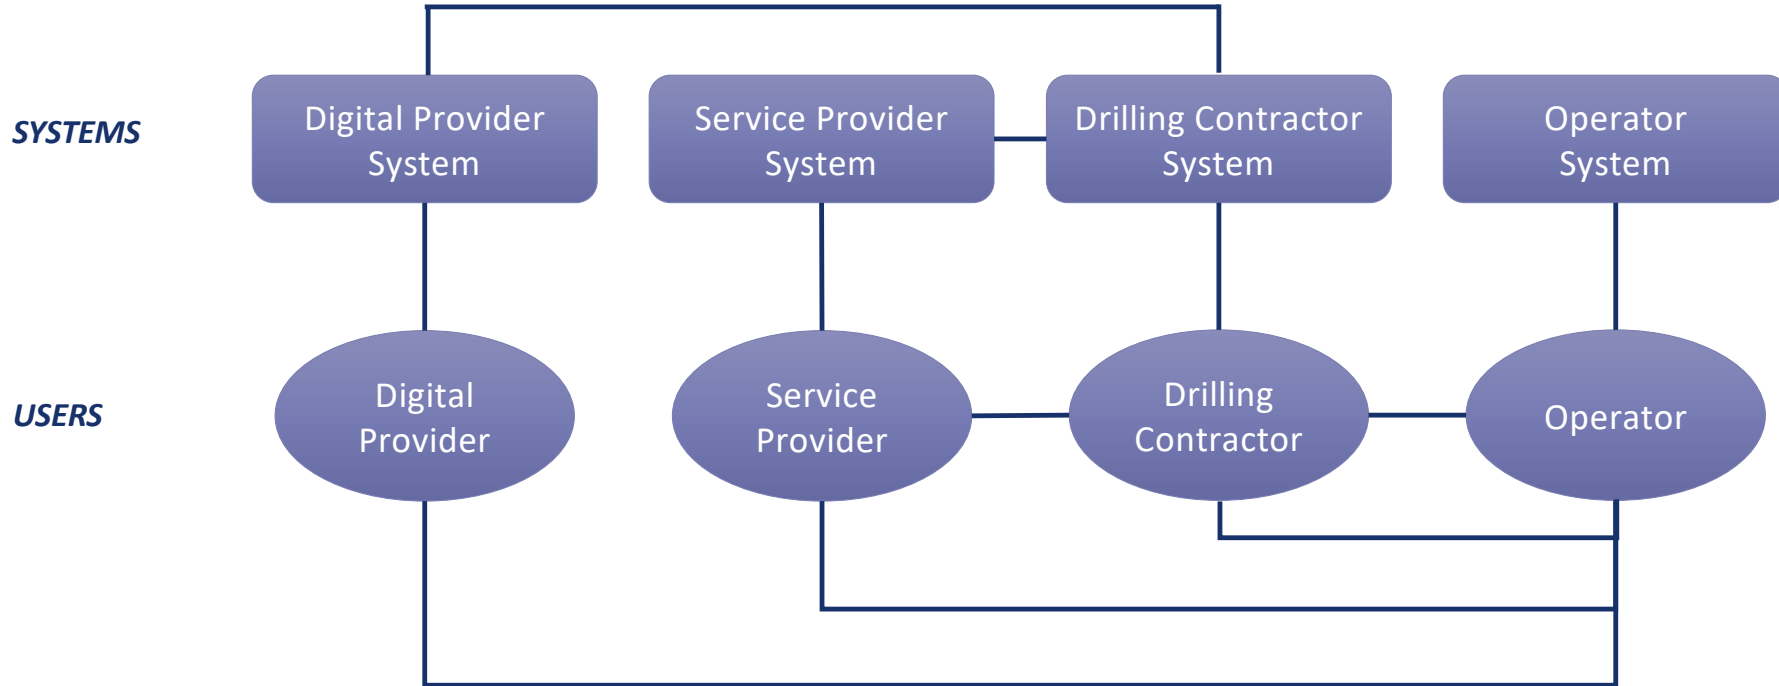 SYSTEMS
Digital Provider
System
Service Provider
System
Drilling Contractor
System
Operator
System
USERS
Digital
Provider
Service
Provider
Drilling
Contractor
Operator